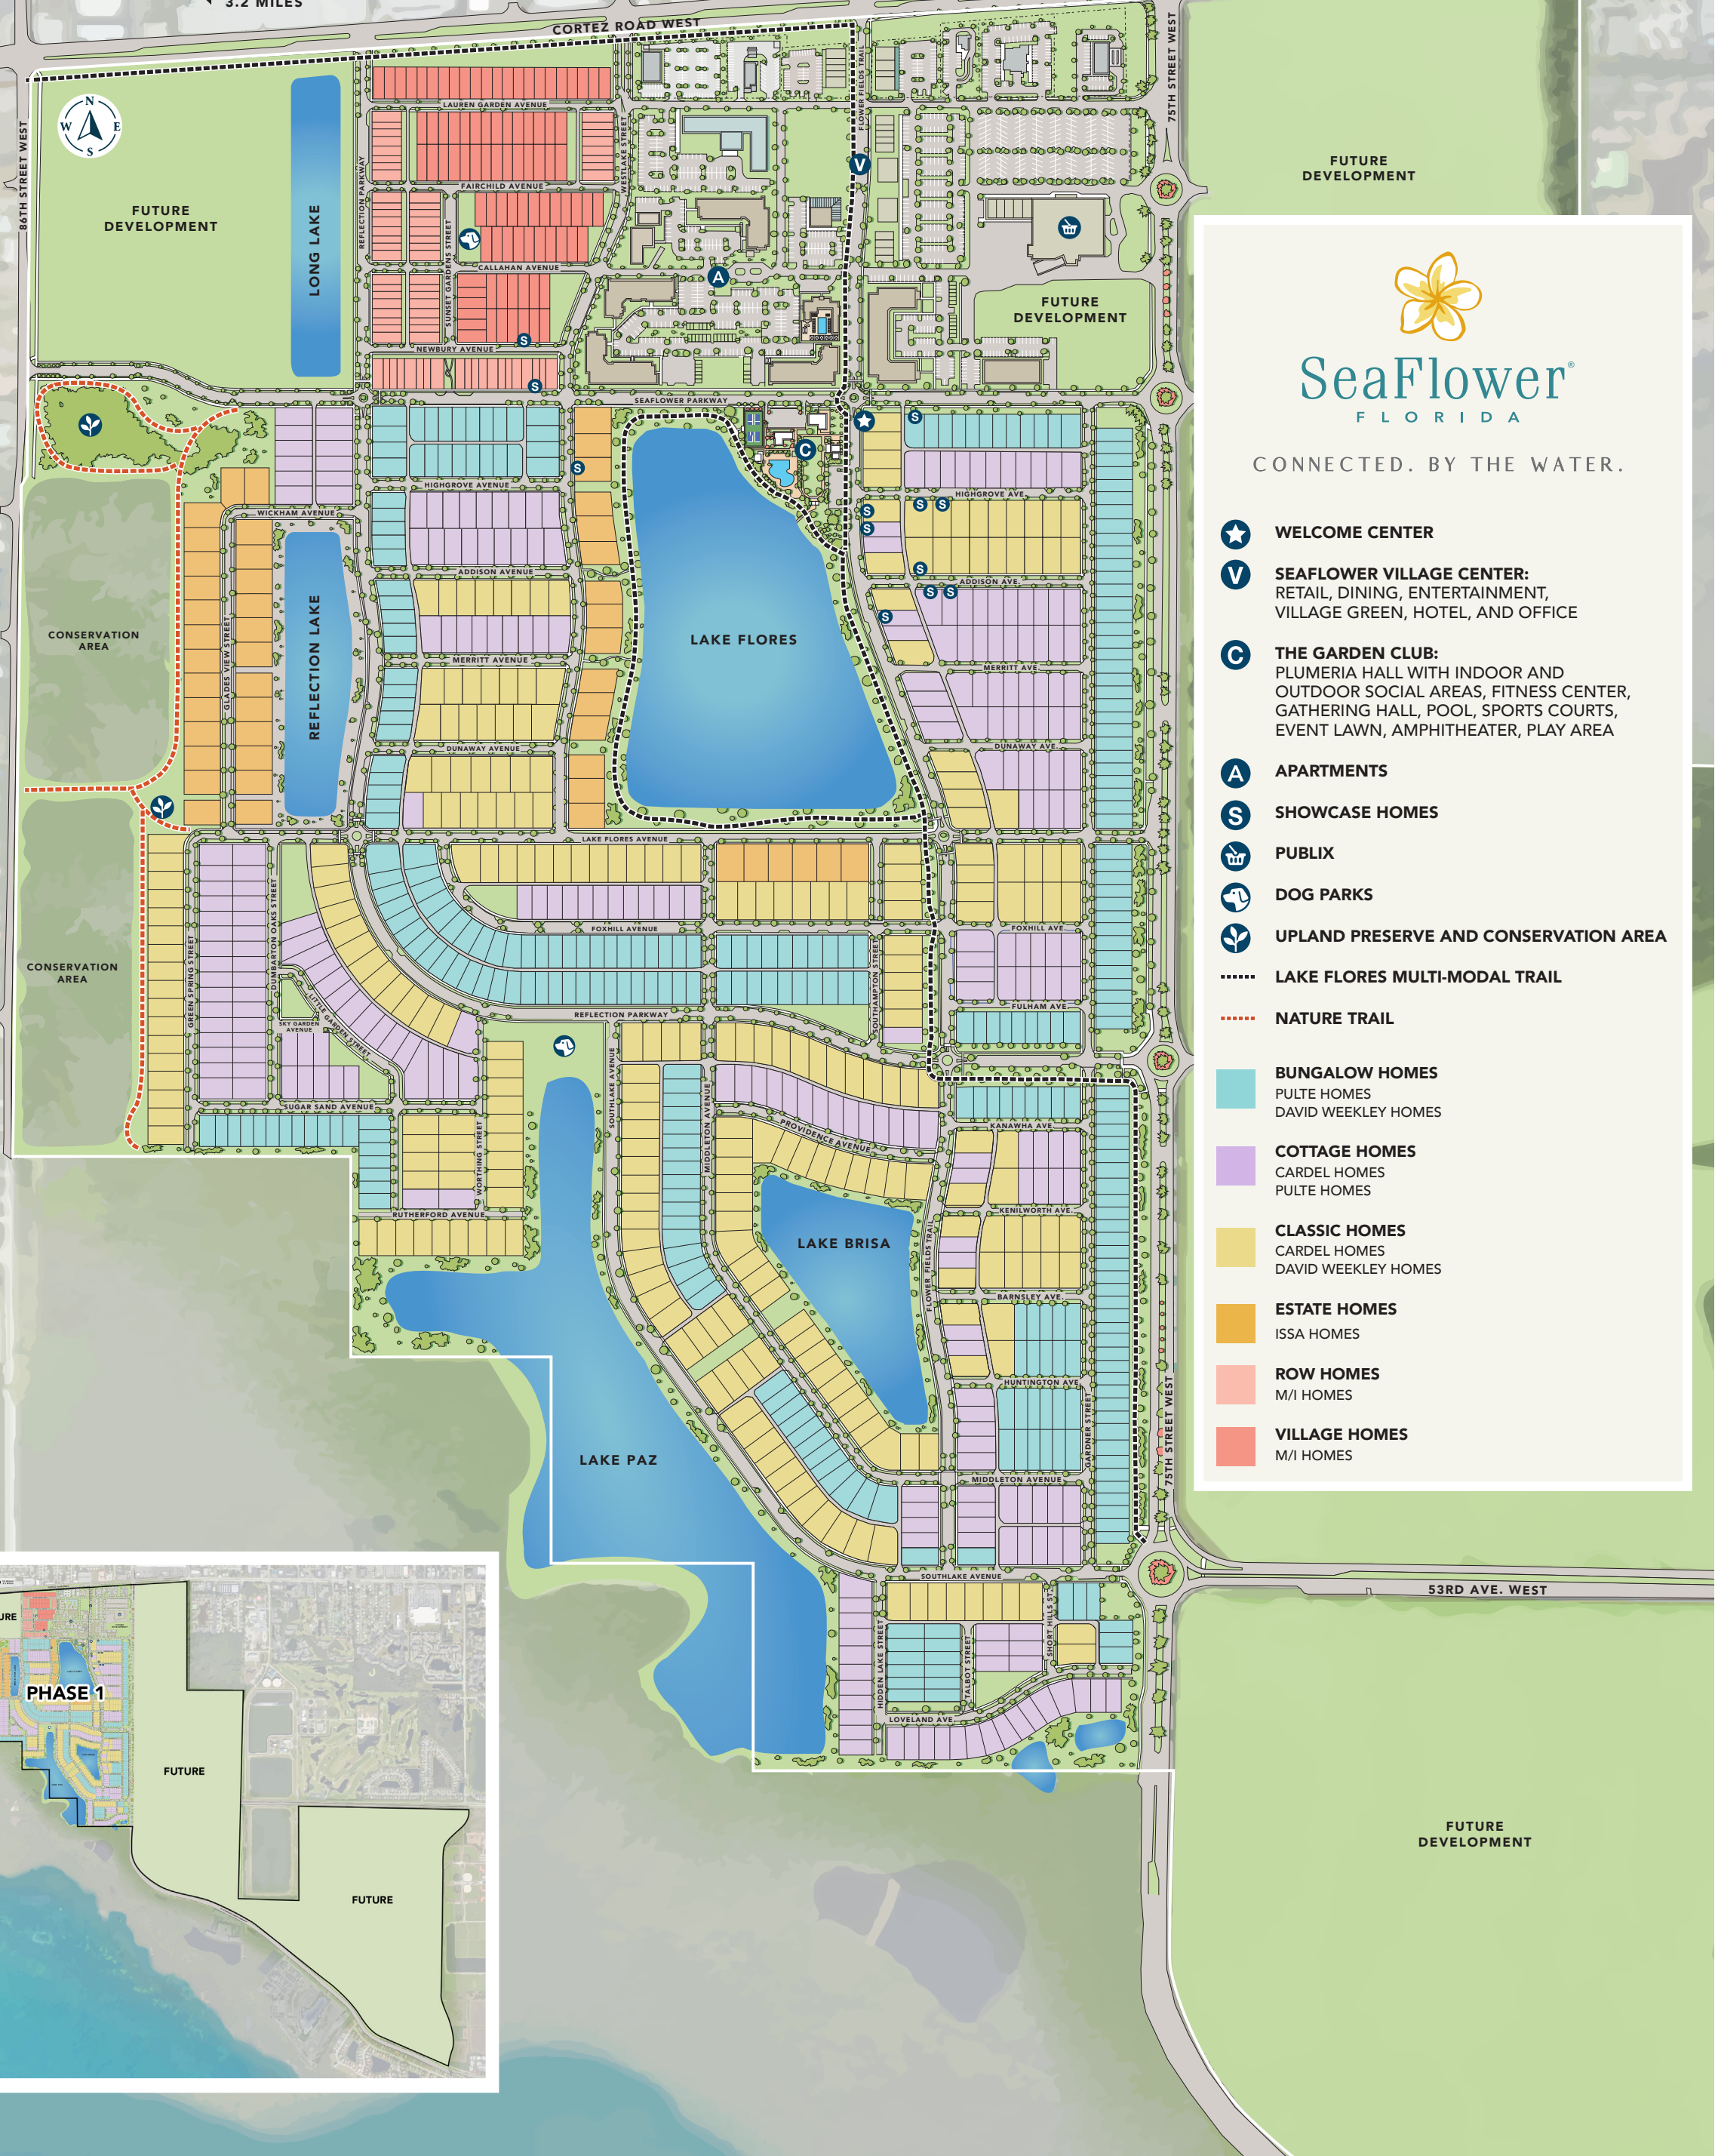 3.2 MILES
CORTEZ ROAD WEST
86TH STREET WEST
N
W E
S
FUTURE
DEVELOPMENT
LONG LAKE
REFLECTION PARKWAY
LAUREN GARDEN AVENUE
FAIRCHILD AVENUE
SUNSET GARDENS STREET
CALLAHAN AVENUE
NEWBURY AVENUE
WESTLAKE STREET
FLOWER FIELDS TRAIL
V
A
S
S
75TH STREET WEST
FUTURE
DEVELOPMENT
FUTURE
DEVELOPMENT
SEAFLOWER PARKWAY
C
S
S
HIGHGROVE AVENUE
HIGHGROVE AVE.
WICKHAM AVENUE
S
S
S
S
S
ADDISON AVENUE
ADDISON AVE.
S
S
S
CONSERVATION
AREA
GLADES VIEW STREET
REFLECTION LAKE
LAKE FLORES
MERRITT AVENUE
MERRITT AVE.
DUNAWAY AVENUE
DUNAWAY AVE.
LAKE FLORES AVENUE
CONSERVATION
AREA
GREEN SPRING STREET
DUMBARTON OAKS STREET
LITTLE GARDEN STREET
SKY GARDEN
AVENUE
FOXHILL AVENUE
FOXHILL AVE.
SOUTHAMPTON STREET
FULHAM AVE.
REFLECTION PARKWAY
SUGAR SAND AVENUE
WORTHING STREET
RUTHERFORD AVENUE
SOUTHLAKE AVENUE
MIDDLETON AVENUE
PROVIDENCE AVENUE
KANAWHA AVE.
KENILWORTH AVE.
LAKE BRISA
FLOWER FIELDS TRAIL
BARNSLEY AVE.
HUNTINGTON AVE
GARDNER STREET
75TH STREET WEST
LAKE PAZ
MIDDLETON AVENUE
SOUTHLAKE AVENUE
HIDDEN LAKE STREET
TALBOT STREET
SHORT HILLS ST.
LOVELAND AVE.
53RD AVE. WEST
FUTURE
DEVELOPMENT
SeaFlower®
FLORIDA
CONNECTED. BY THE WATER.
WELCOME CENTER
V SEAFLOWER VILLAGE CENTER:
RETAIL, DINING, ENTERTAINMENT,
VILLAGE GREEN, HOTEL, AND OFFICE
C THE GARDEN CLUB:
PLUMERIA HALL WITH INDOOR AND
OUTDOOR SOCIAL AREAS, FITNESS CENTER,
GATHERING HALL, POOL, SPORTS COURTS,
EVENT LAWN, AMPHITHEATER, PLAY AREA
A APARTMENTS
S SHOWCASE HOMES
PUBLIX
DOG PARKS
UPLAND PRESERVE AND CONSERVATION AREA
LAKE FLORES MULTI-MODAL TRAIL
NATURE TRAIL
BUNGALOW HOMES
PULTE HOMES
DAVID WEEKLEY HOMES
COTTAGE HOMES
CARDEL HOMES
PULTE HOMES
CLASSIC HOMES
CARDEL HOMES
DAVID WEEKLEY HOMES
ESTATE HOMES
ISSA HOMES
ROW HOMES
M/I HOMES
VILLAGE HOMES
M/I HOMES
URE
PHASE 1
FUTURE
FUTURE